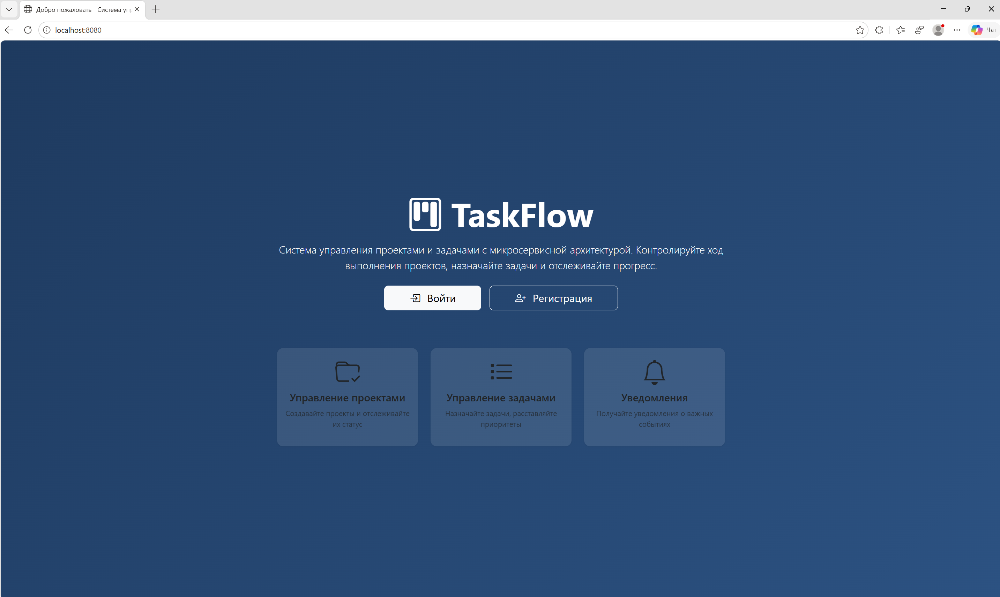 Добро пожаловать - Система упр
localhost:8080
Чат
TaskFlow
Система управления проектами и задачами с микросервисной архитектурой. Контролируйте ход
выполнения проектов, назначайте задачи и отслеживайте прогресс.
Войти
Регистрация
Управление проектами
Создавайте проекты и отслеживайте
их статус
Управление задачами
Назначайте задачи, расставляйте
приоритеты
Уведомления
Получайте уведомления о важных
событиях